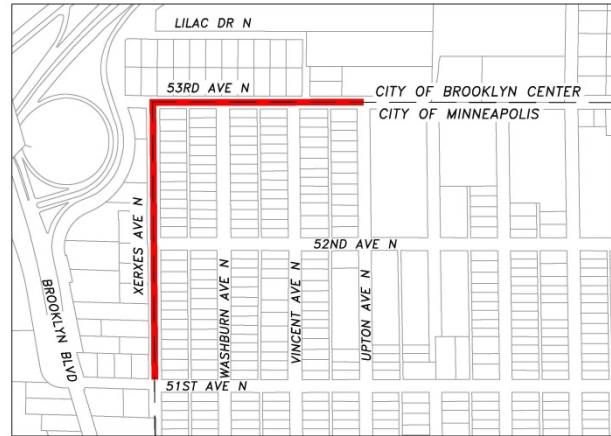 LILAC DR N
53RD AVE N
CITY OF BROOKLYN CENTER
CITY OF MINNEAPOLIS
XERXES AVE N
52ND AVE N
BROOKLYN BLVD
WASHBURN AVE N
VINCENT AVE N
UPTON AVE N
51ST AVE N